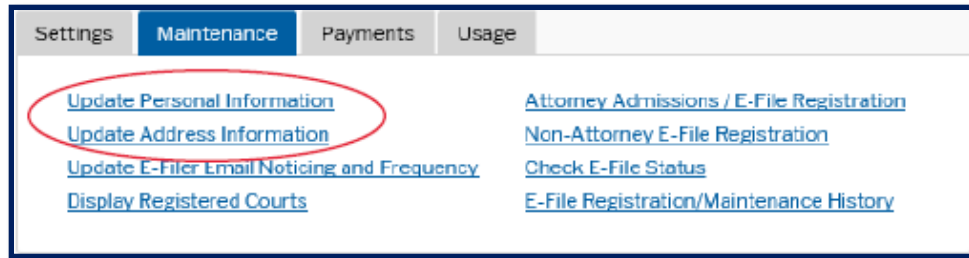 Settings Maintenance Payments Usage
Update Personal Information
Update Address Information
Update E-Filer Email Noticing and Frequency
Display Registered Courts
Attorney Admissions / E-File Registration
Non-Attorney E-File Registration
Check E-File Status
E-File Registration/Maintenance History